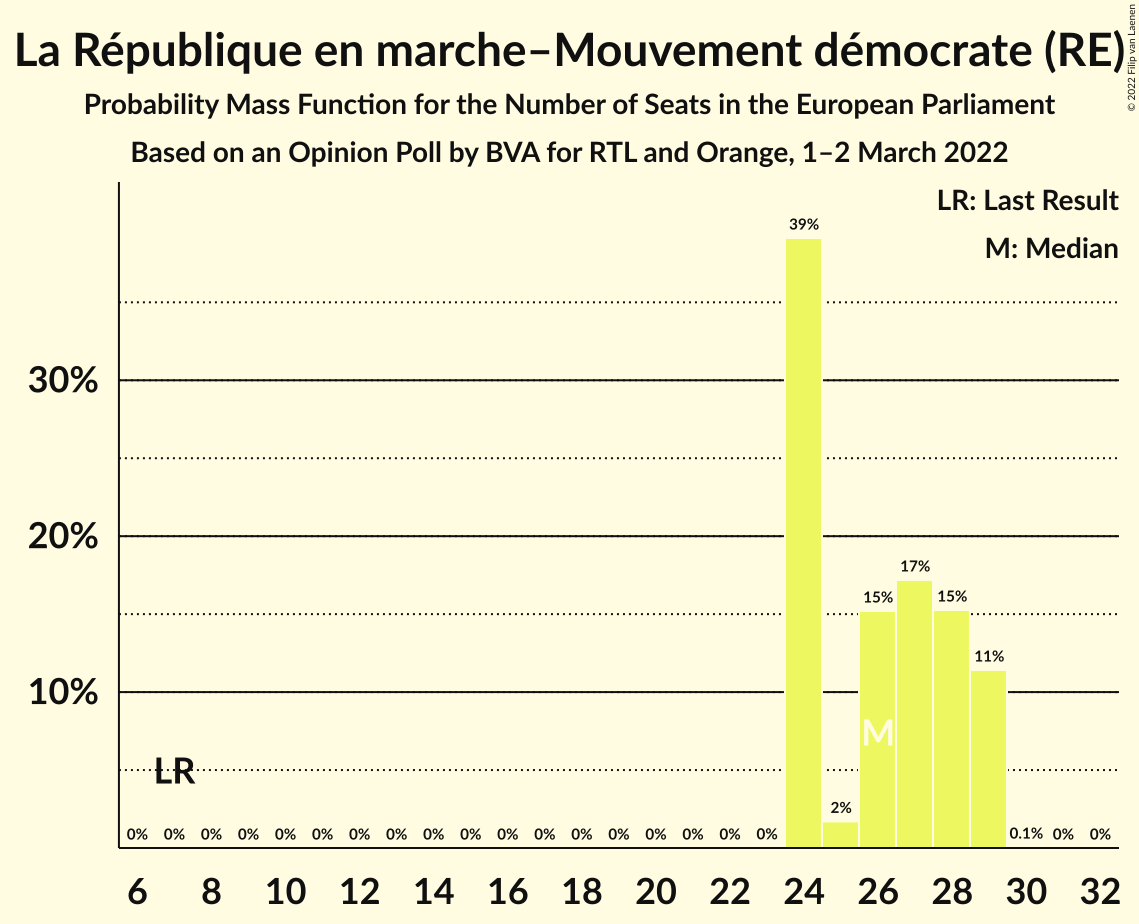 La République en marche–Mouvement démocrate (RE)
© 2022 Filip van Laenen
Probability Mass Function for the Number of Seats in the European Parliament
Based on an Opinion Poll by BVA for RTL and Orange, 1–2 March 2022
LR: Last Result
M: Median
39%
30%
20%
17%
15%
15%
11%
10%
M
LR
2%
0% 0% 0% 0% 0% 0% 0% 0% 0% 0% 0% 0% 0% 0% 0% 0% 0% 0% 0.1% 0% 0%
6 8 10 12 14 16 18 20 22 24 26 28 30 32